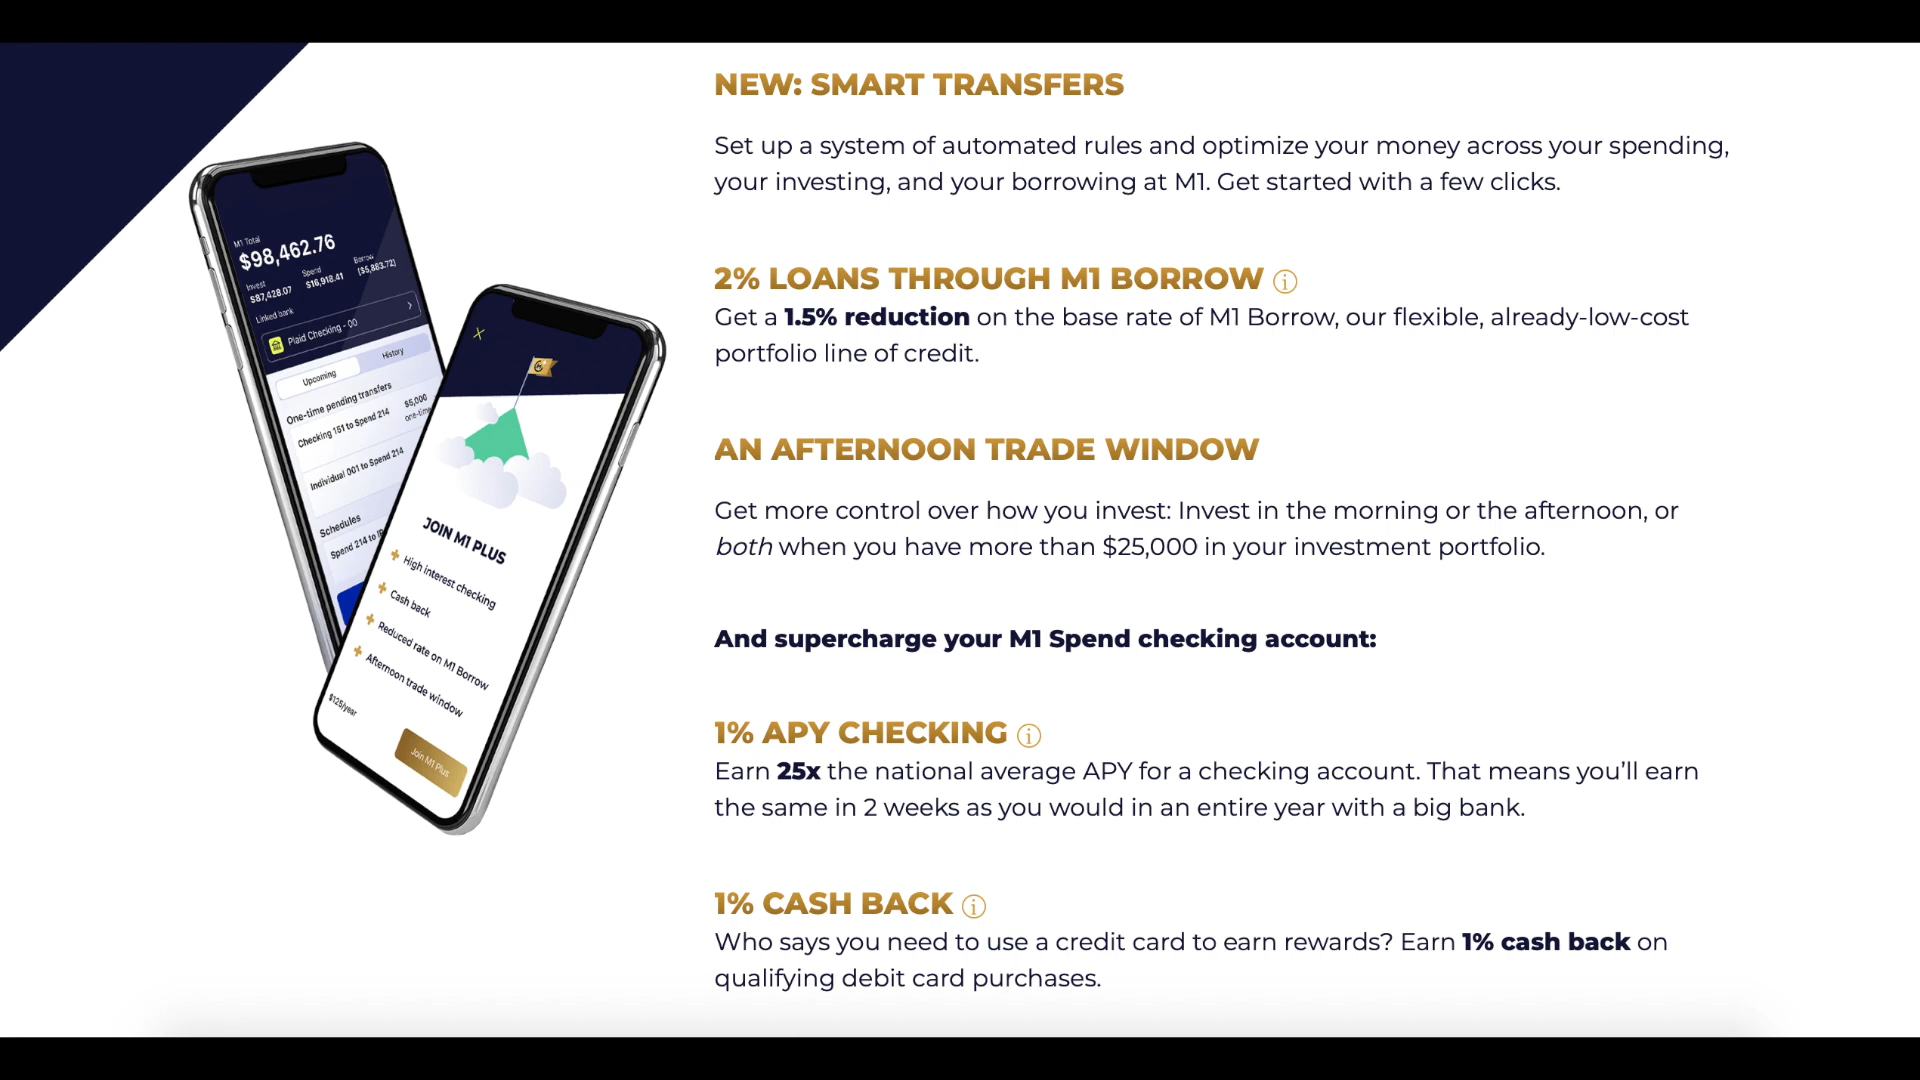 M1 Total
$98,462.76
Invest
$87,428.07
Spend
$16,918.41
Borrow
($5,883.72)
Linked bank
Plaid Checking - 00
Upcoming
History
One-time pending transfers
Checking 151 to Spend 214
$5,000
one-time
Individual 001 to Spend 214
Schedules
Spend 214 to
JOIN M1 PLUS
High interest checking
Cash back
Reduced rate on M1 Borrow
Afternoon trade window
$125/year
Join M1 Plus
NEW: SMART TRANSFERS
Set up a system of automated rules and optimize your money across your spending,
your investing, and your borrowing at M1. Get started with a few clicks.
2% LOANS THROUGH M1 BORROW
Get a 1.5% reduction on the base rate of M1 Borrow, our flexible, already-low-cost
portfolio line of credit.
AN AFTERNOON TRADE WINDOW
Get more control over how you invest: Invest in the morning or the afternoon, or
both when you have more than $25,000 in your investment portfolio.
And supercharge your M1 Spend checking account:
1% APY CHECKING
Earn 25x the national average APY for a checking account. That means you’ll earn
the same in 2 weeks as you would in an entire year with a big bank.
1% CASH BACK
Who says you need to use a credit card to earn rewards? Earn 1% cash back on
qualifying debit card purchases.